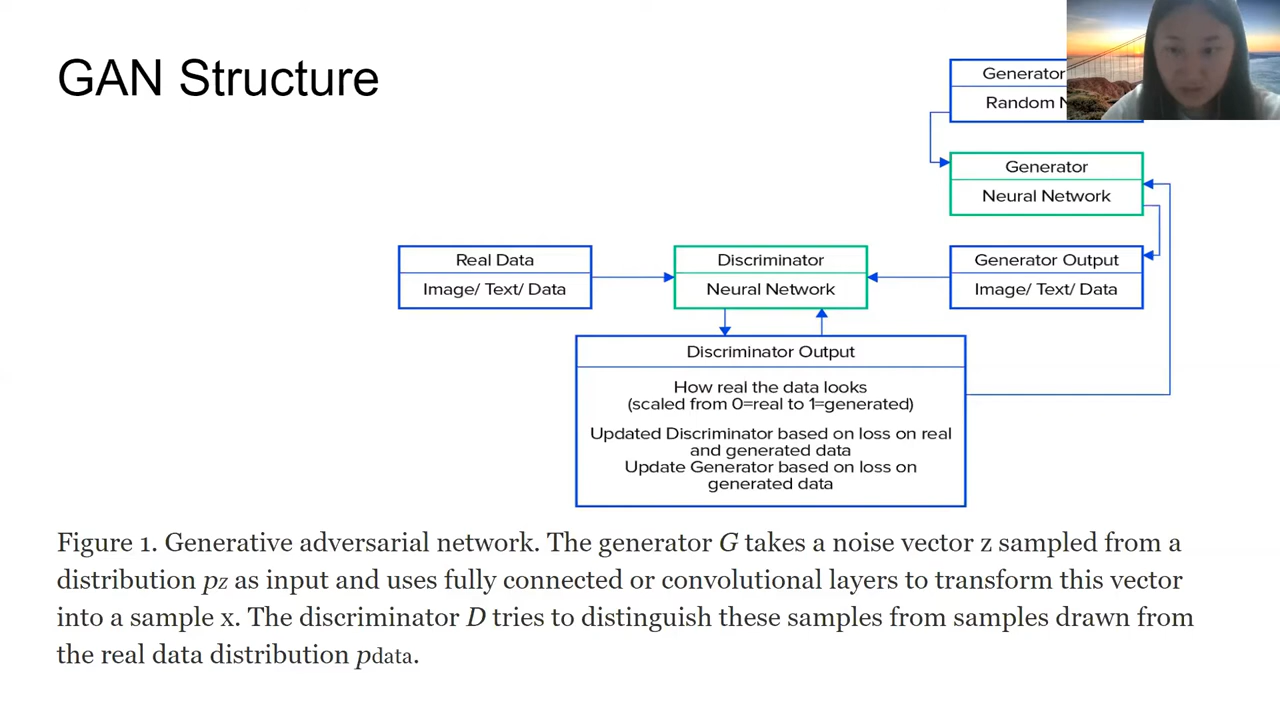 GAN Structure
Generator
Random
Generator
Neural Network
Real Data
Image/ Text/ Data
Discriminator
Neural Network
Generator Output
Image/ Text/ Data
Discriminator Output
How real the data looks
(scaled from 0=real to 1=generated)
Updated Discriminator based on loss on real
and generated data
Update Generator based on loss on
generated data
Figure 1. Generative adversarial network. The generator G takes a noise vector z sampled from a
distribution pz as input and uses fully connected or convolutional layers to transform this vector
into a sample x. The discriminator D tries to distinguish these samples from samples drawn from
the real data distribution pdata.